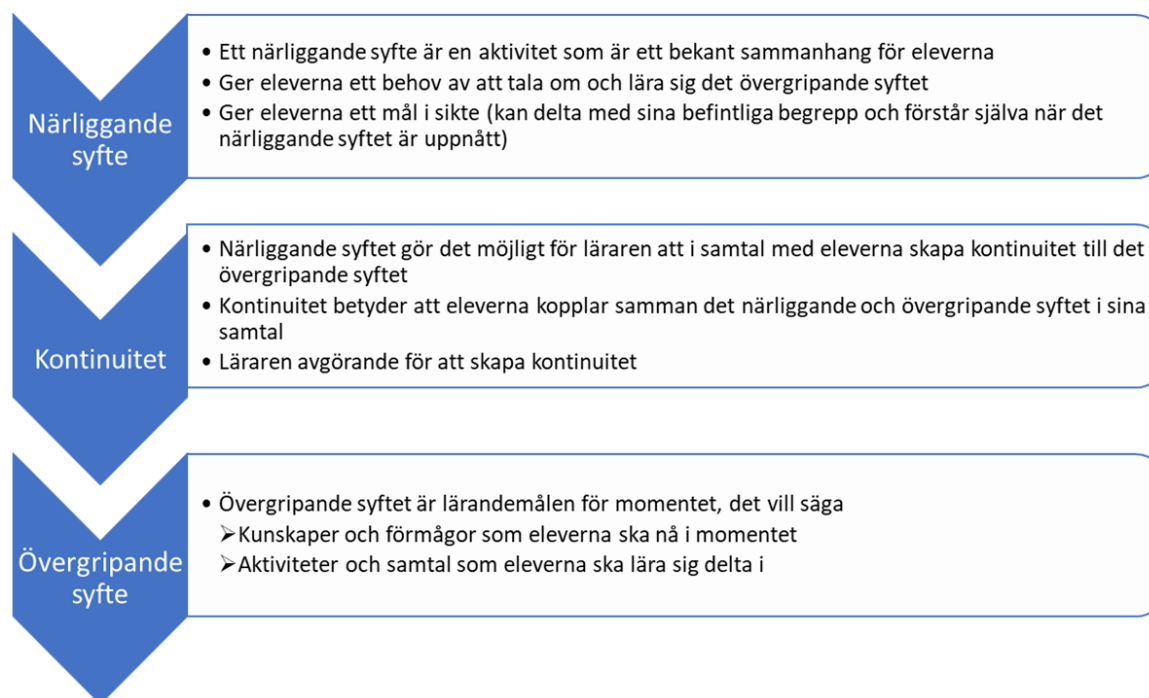 Närliggande
syfte
• Ett närliggande syfte är en aktivitet som är ett bekant sammanhang för eleverna
• Ger eleverna ett behov av att tala om och lära sig det övergripande syftet
• Ger eleverna ett mål i sikte (kan delta med sina befintliga begrepp och förstår själva när det
närliggande syftet är uppnått)
Kontinuitet
• Närliggande syftet gör det möjligt för läraren att i samtal med eleverna skapa kontinuitet till det
övergripande syftet
• Kontinuitet betyder att eleverna kopplar samman det närliggande och övergripande syftet i sina
samtal
• Läraren avgörande för att skapa kontinuitet
Övergripande
syfte
• Övergripande syftet är lärandemålen för momentet, det vill säga
➢Kunskaper och förmågor som eleverna ska nå i momentet
➢Aktiviteter och samtal som eleverna ska lära sig delta i